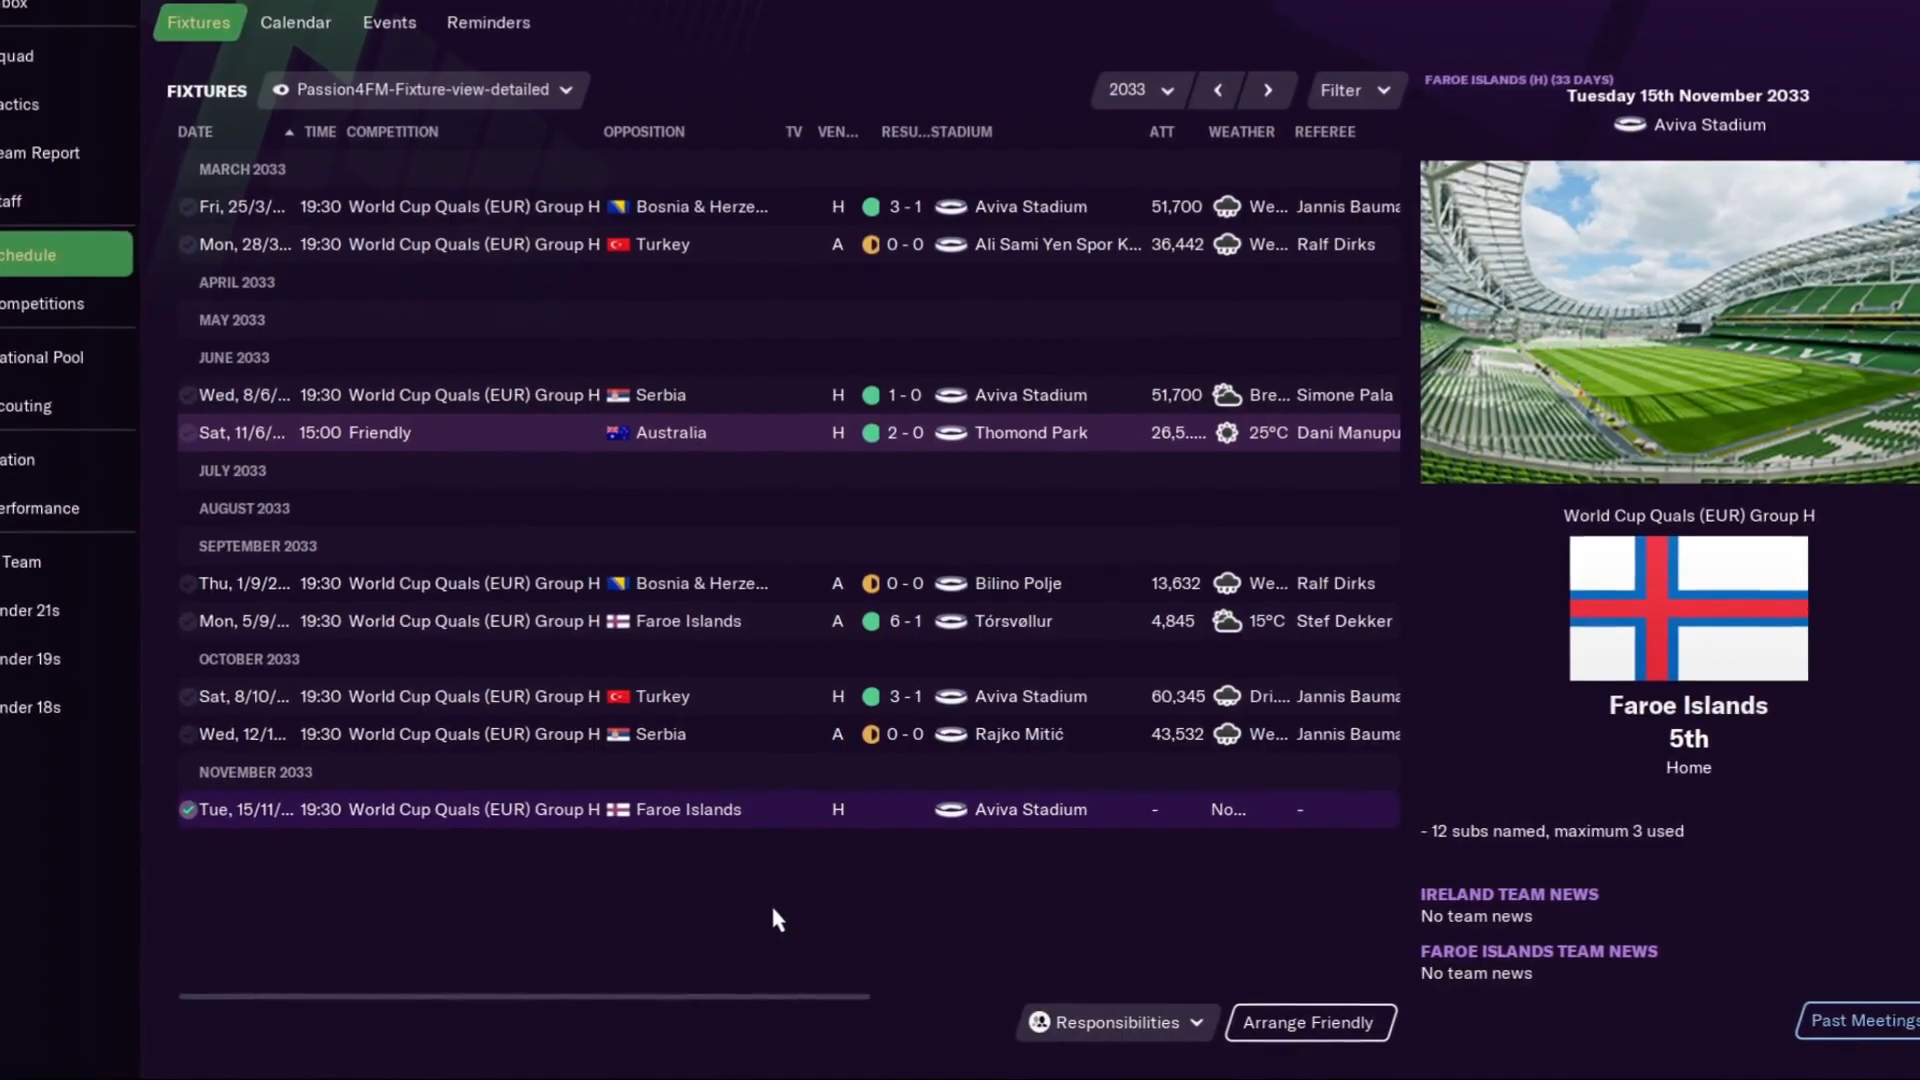 box
Fixtures Calendar Events Reminders
quad
FIXTURES Passion4FM-Fixture-view-detailed 2033 Filter
FAROE ISLANDS (H) (33 DAYS)
Tuesday 15th November 2033
Aviva Stadium
actics
DATE TIME COMPETITION OPPOSITION TV VEN... RESU...STADIUM ATT WEATHER REFEREE
eam Report
MARCH 2033
taff
Fri, 25/3/... 19:30 World Cup Quals (EUR) Group H Bosnia & Herze... H 3 - 1 Aviva Stadium 51,700 We... Jannis Bauma
Mon, 28/3... 19:30 World Cup Quals (EUR) Group H Turkey A 0 - 0 Ali Sami Yen Spor K... 36,442 We... Ralf Dirks
chedule
APRIL 2033
ompetitions
MAY 2033
ational Pool
JUNE 2033
Wed, 8/6/... 19:30 World Cup Quals (EUR) Group H Serbia H 1 - 0 Aviva Stadium 51,700 Bre... Simone Pala
couting
Sat, 11/6/... 15:00 Friendly Australia H 2 - 0 Thomond Park 26,5..... 25°C Dani Manupu
ation
JULY 2033
erformance
AUGUST 2033
SEPTEMBER 2033
Team
Thu, 1/9/2... 19:30 World Cup Quals (EUR) Group H Bosnia & Herze... A 0 - 0 Bilino Polje 13,632 We... Ralf Dirks
nder 21s
Mon, 5/9/... 19:30 World Cup Quals (EUR) Group H Faroe Islands A 6 - 1 Tórsvøllur 4,845 15°C Stef Dekker
nder 19s
OCTOBER 2033
Sat, 8/10/... 19:30 World Cup Quals (EUR) Group H Turkey H 3 - 1 Aviva Stadium 60,345 Dri.... Jannis Bauma
nder 18s
Wed, 12/1... 19:30 World Cup Quals (EUR) Group H Serbia A 0 - 0 Rajko Mitić 43,532 We... Jannis Bauma
NOVEMBER 2033
Tue, 15/11/... 19:30 World Cup Quals (EUR) Group H Faroe Islands H Aviva Stadium - No... -
AVIVA
World Cup Quals (EUR) Group H
Faroe Islands
5th
Home
- 12 subs named, maximum 3 used
IRELAND TEAM NEWS
No team news
FAROE ISLANDS TEAM NEWS
No team news
Responsibilities Arrange Friendly Past Meetings